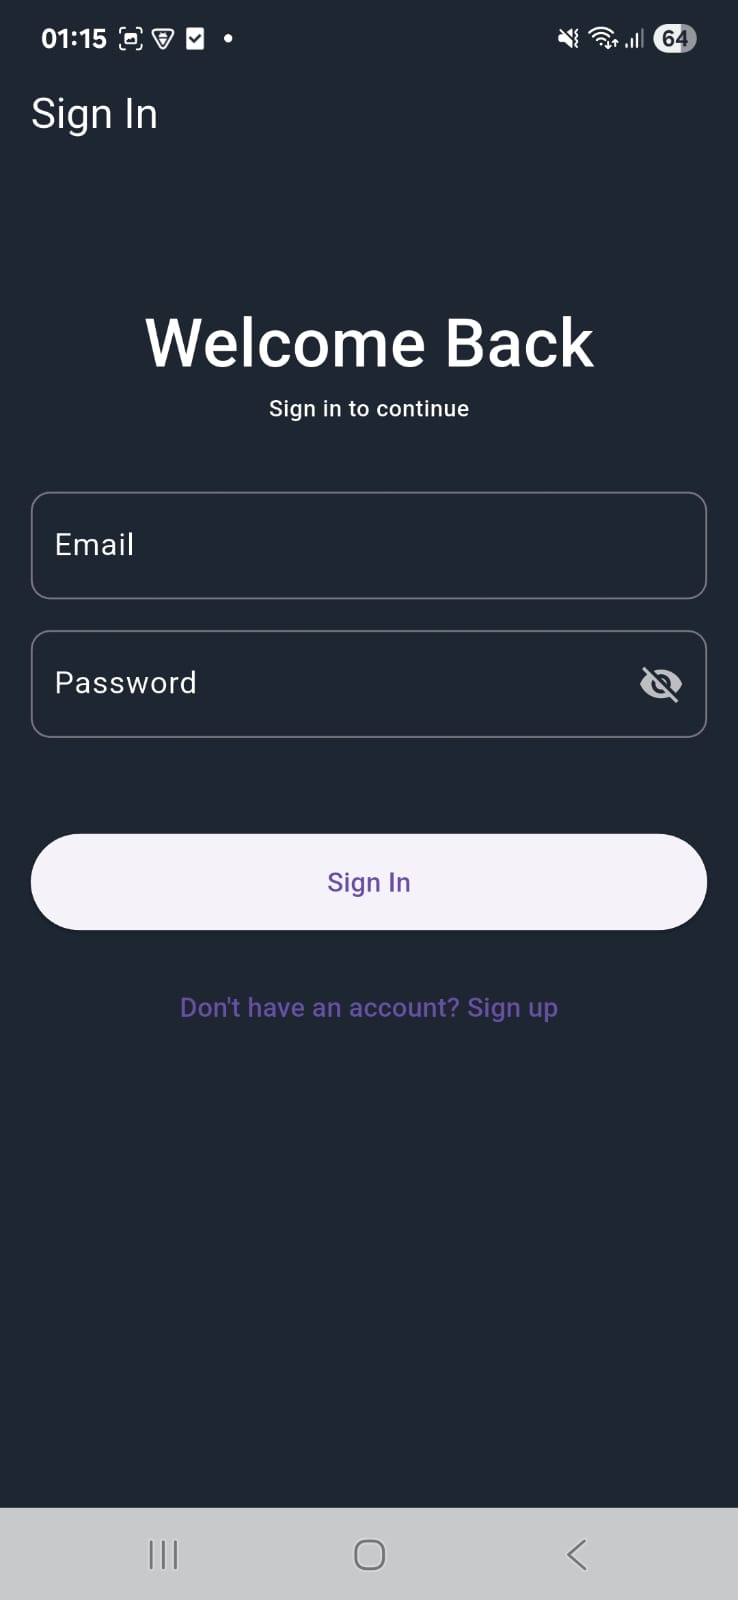 01:15
64
Sign In
Welcome Back
Sign in to continue
Email
Password
Sign In
Don't have an account? Sign up